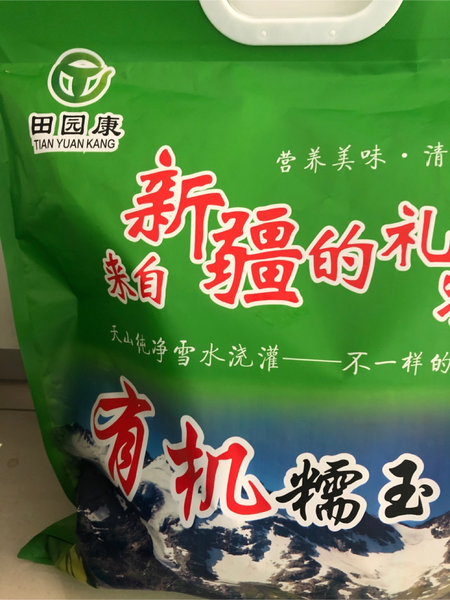 田园康
TIAN YUAN KANG
营养美味·清
来自新疆的礼
天山纯净雪水浇灌——不一样的
有机糯玉